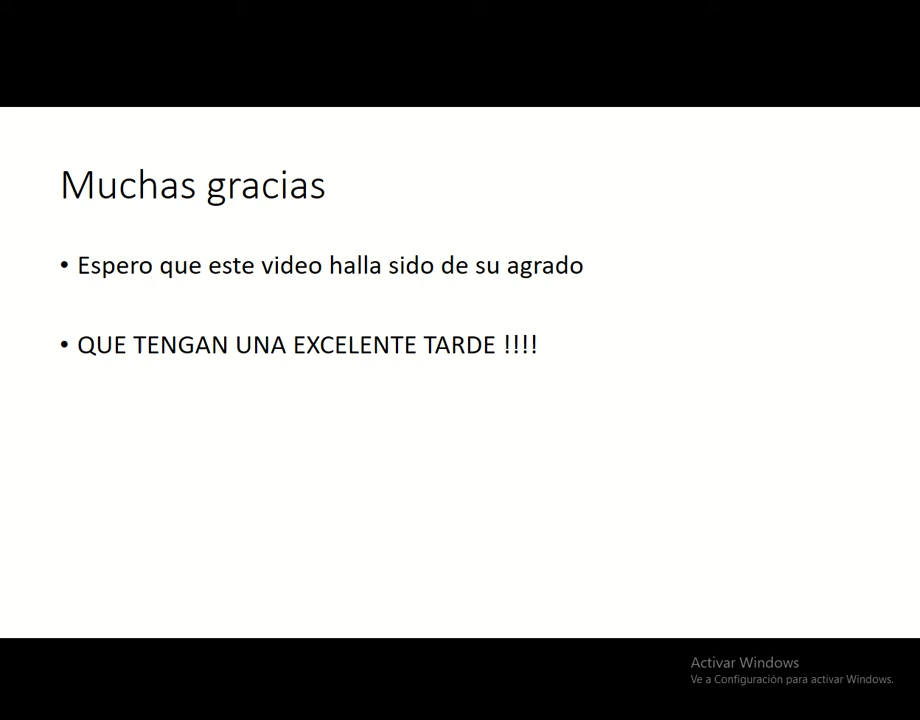 Muchas gracias
• Espero que este video halla sido de su agrado
• QUE TENGAN UNA EXCELENTE TARDE !!!!
Activar Windows
Ve a Configuración para activar Windows.